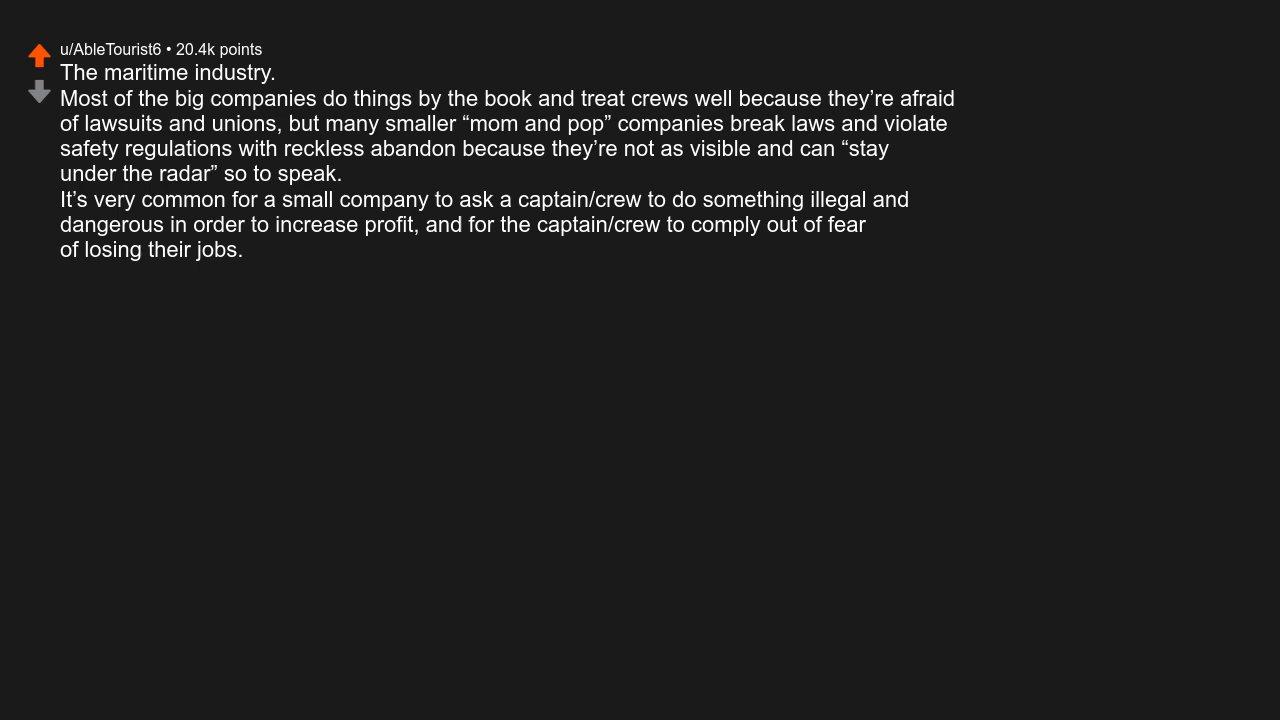 u/AbleTourist6 • 20.4k points
The maritime industry.
Most of the big companies do things by the book and treat crews well because they’re afraid
of lawsuits and unions, but many smaller “mom and pop” companies break laws and violate
safety regulations with reckless abandon because they’re not as visible and can “stay
under the radar” so to speak.
It’s very common for a small company to ask a captain/crew to do something illegal and
dangerous in order to increase profit, and for the captain/crew to comply out of fear
of losing their jobs.